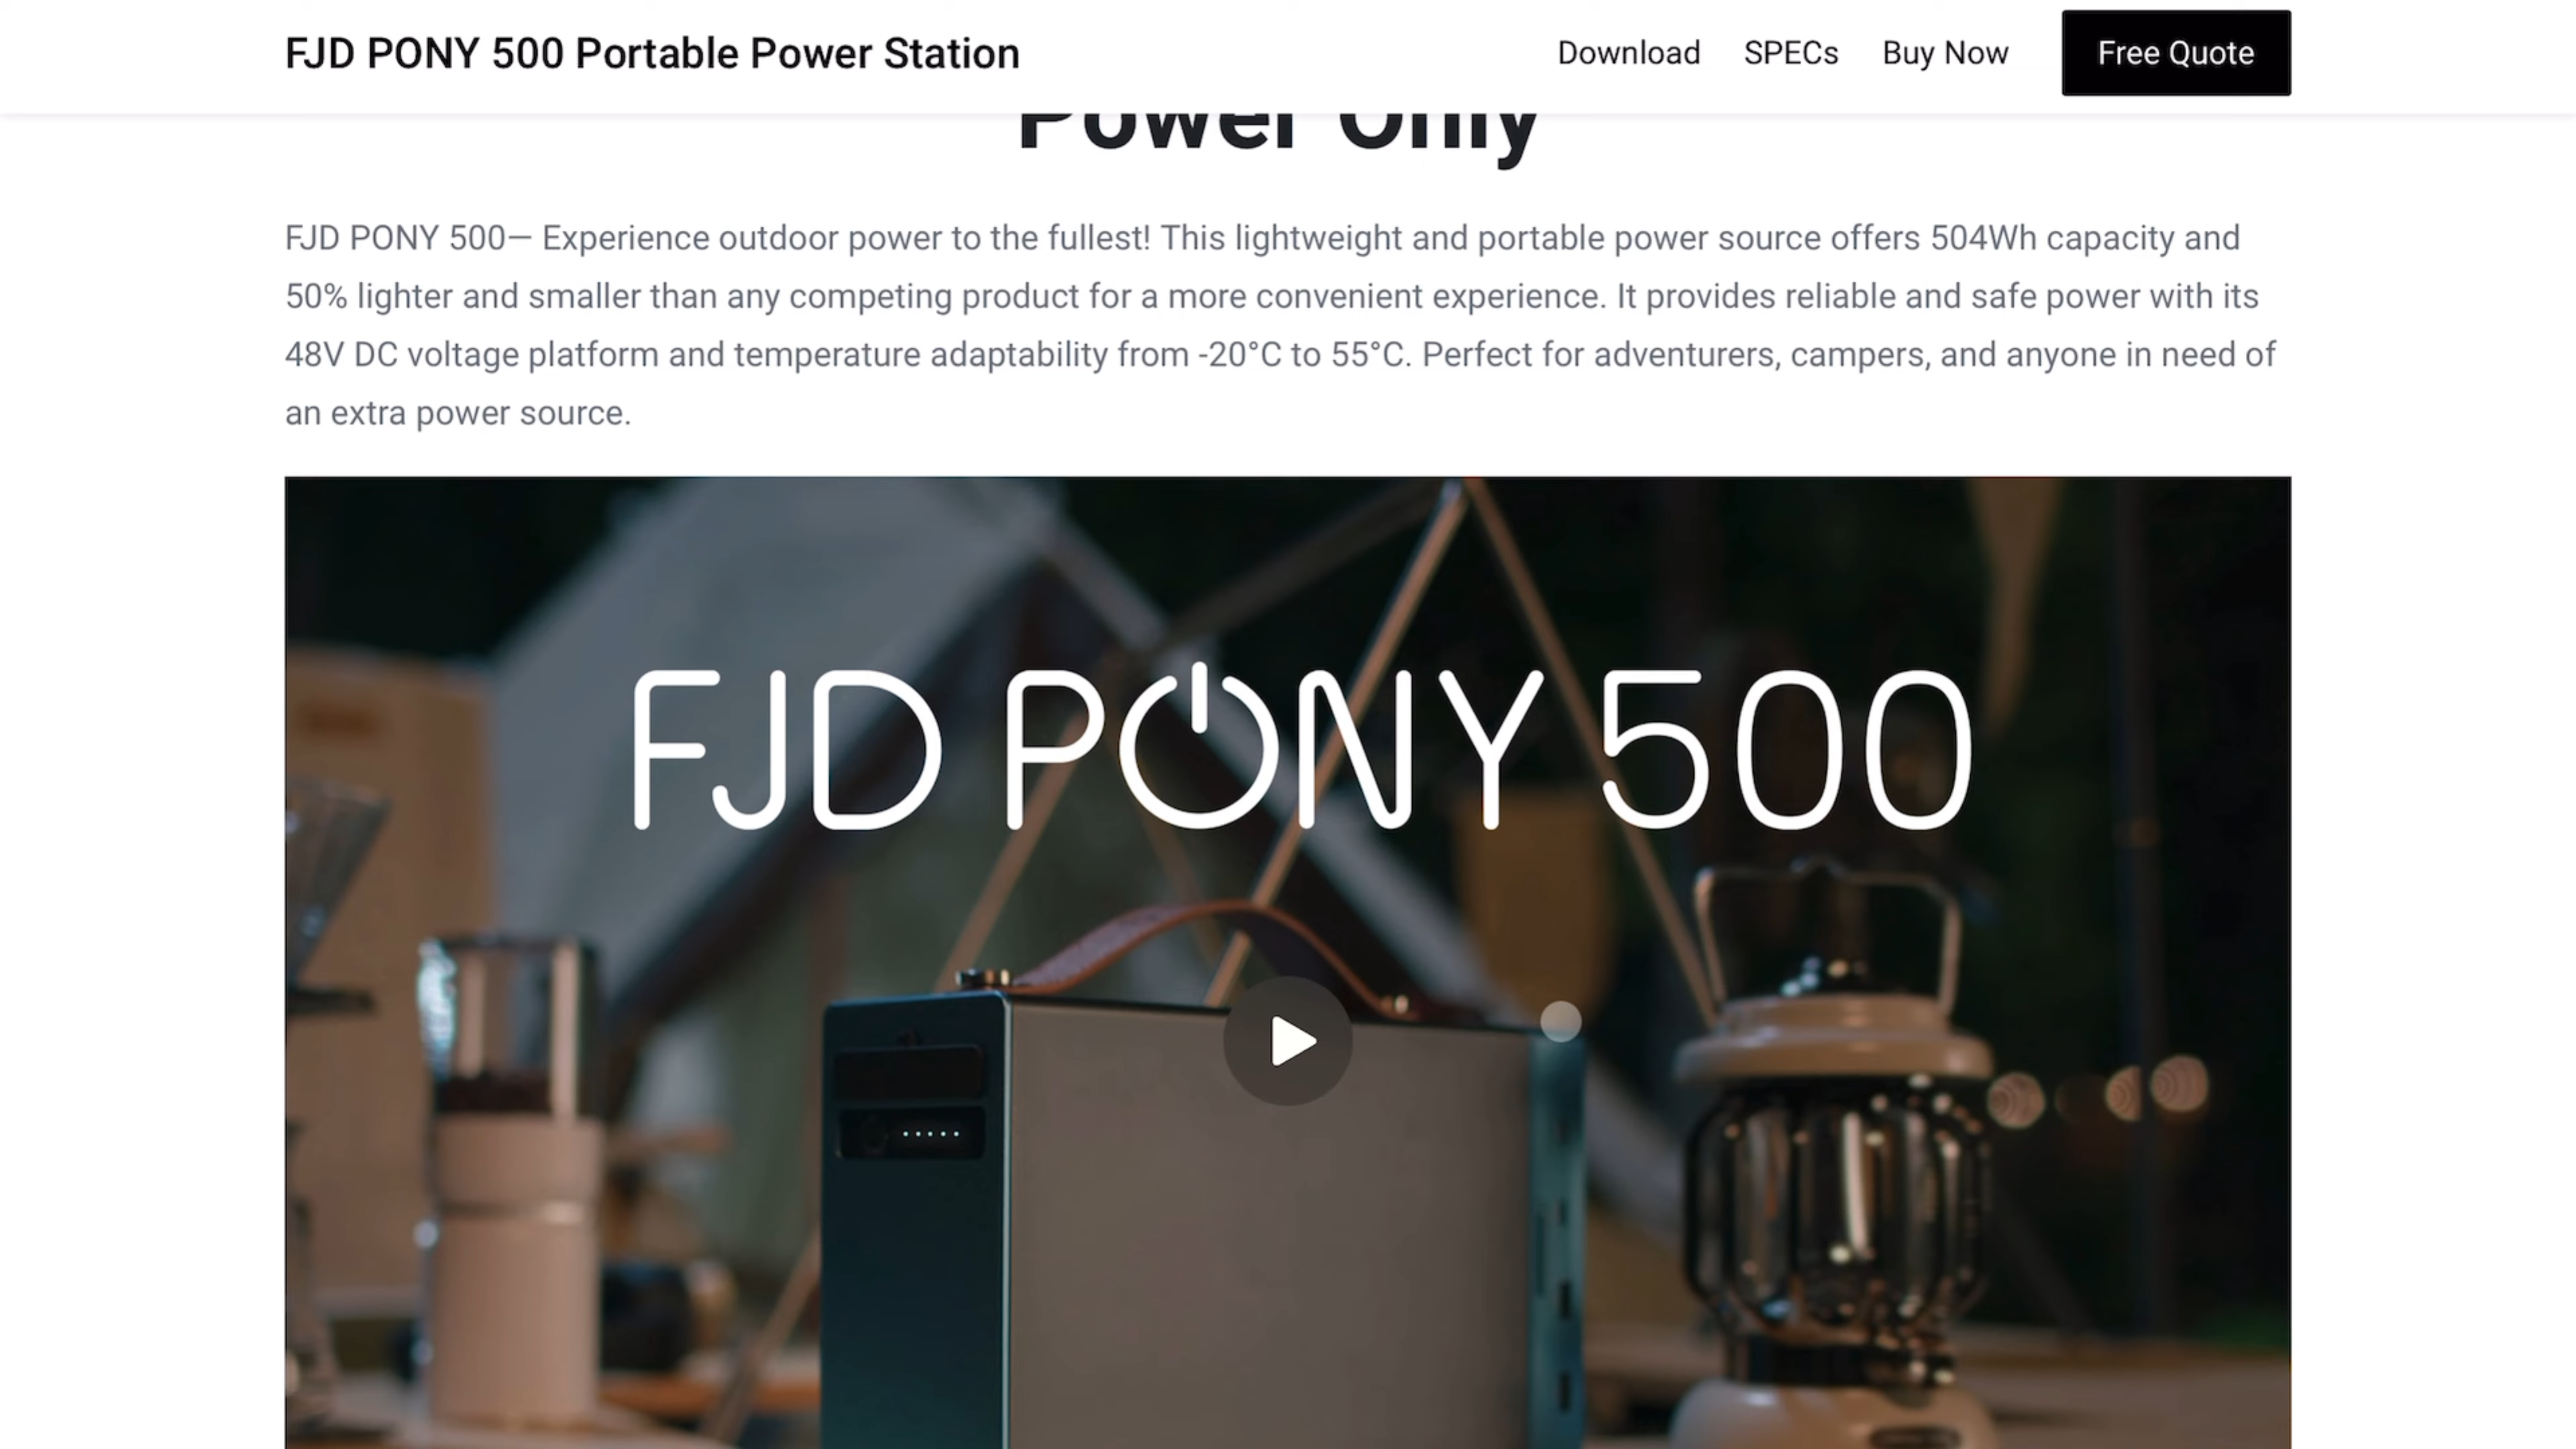 FJD PONY 500 Portable Power Station
Download
SPECs
Buy Now
Free Quote
Power Only
FJD PONY 500— Experience outdoor power to the fullest! This lightweight and portable power source offers 504Wh capacity and
50% lighter and smaller than any competing product for a more convenient experience. It provides reliable and safe power with its
48V DC voltage platform and temperature adaptability from -20°C to 55°C. Perfect for adventurers, campers, and anyone in need of
an extra power source.
FJD PONY 500